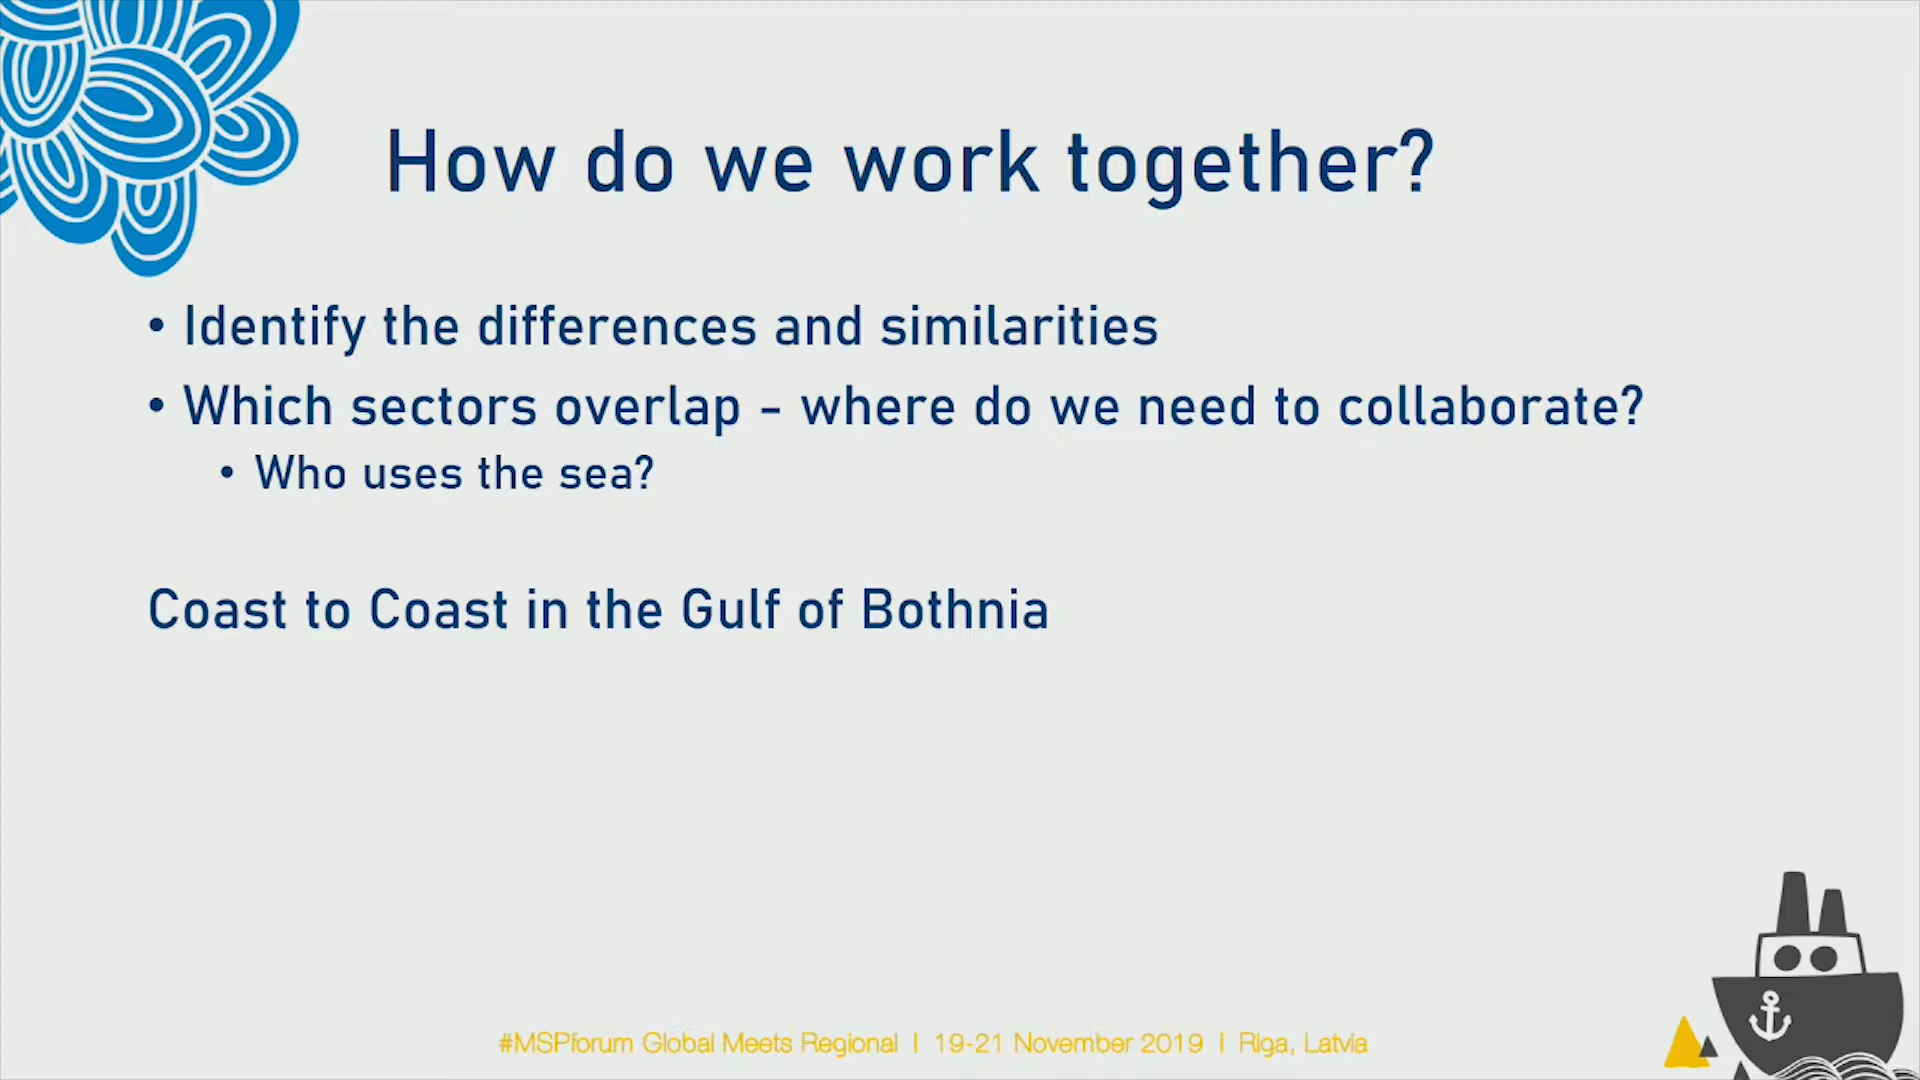 How do we work together?
• Identify the differences and similarities
• Which sectors overlap - where do we need to collaborate?
• Who uses the sea?
Coast to Coast in the Gulf of Bothnia
#MSPforum Global Meets Regional | 19-21 November 2019 | Riga, Latvia